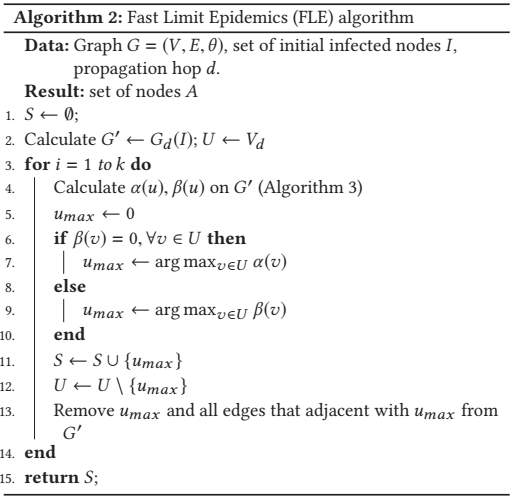 Algorithm 2: Fast Limit Epidemics (FLE) algorithm
Data: Graph G = (V, E, θ), set of initial infected nodes I,
propagation hop d.
Result: set of nodes A
1. S ← ∅;
2. Calculate G′ ← G_d(I); U ← V_d
3. for i = 1 to k do
4. Calculate α(u), β(u) on G′ (Algorithm 3)
5. u_max ← 0
6. if β(v) = 0, ∀v ∈ U then
7. u_max ← arg max_{v∈U} α(v)
8. else
9. u_max ← arg max_{v∈U} β(v)
10. end
11. S ← S ∪ {u_max}
12. U ← U \ {u_max}
13. Remove u_max and all edges that adjacent with u_max from
G′
14. end
15. return S;